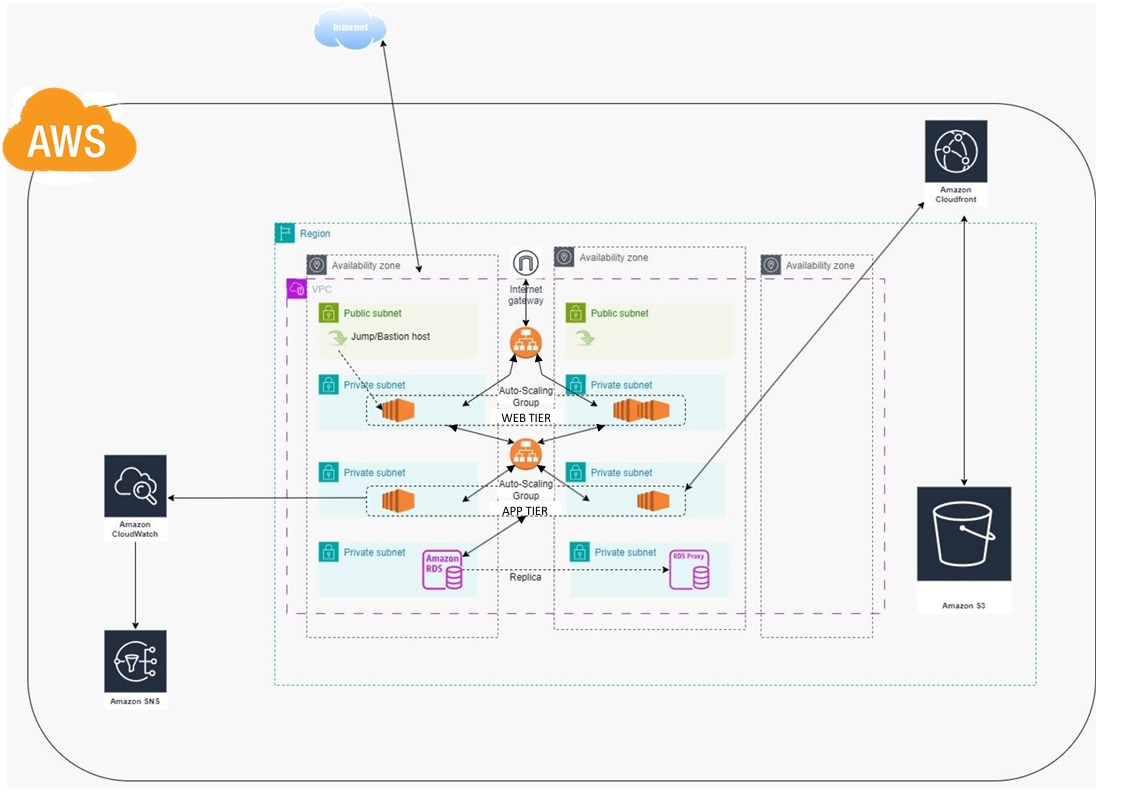 Internet
AWS
Amazon
Cloudfront
Region
Availability zone
Availability zone
Availability zone
VPC
Internet
gateway
Public subnet
Public subnet
Jump/Bastion host
Private subnet
Private subnet
Auto-Scaling
Group
WEB TIER
Private subnet
Private subnet
Auto-Scaling
Group
APP TIER
Amazon
CloudWatch
Private subnet
Private subnet
Amazon
RDS
RDS Proxy
Replica
Amazon S3
Amazon SNS